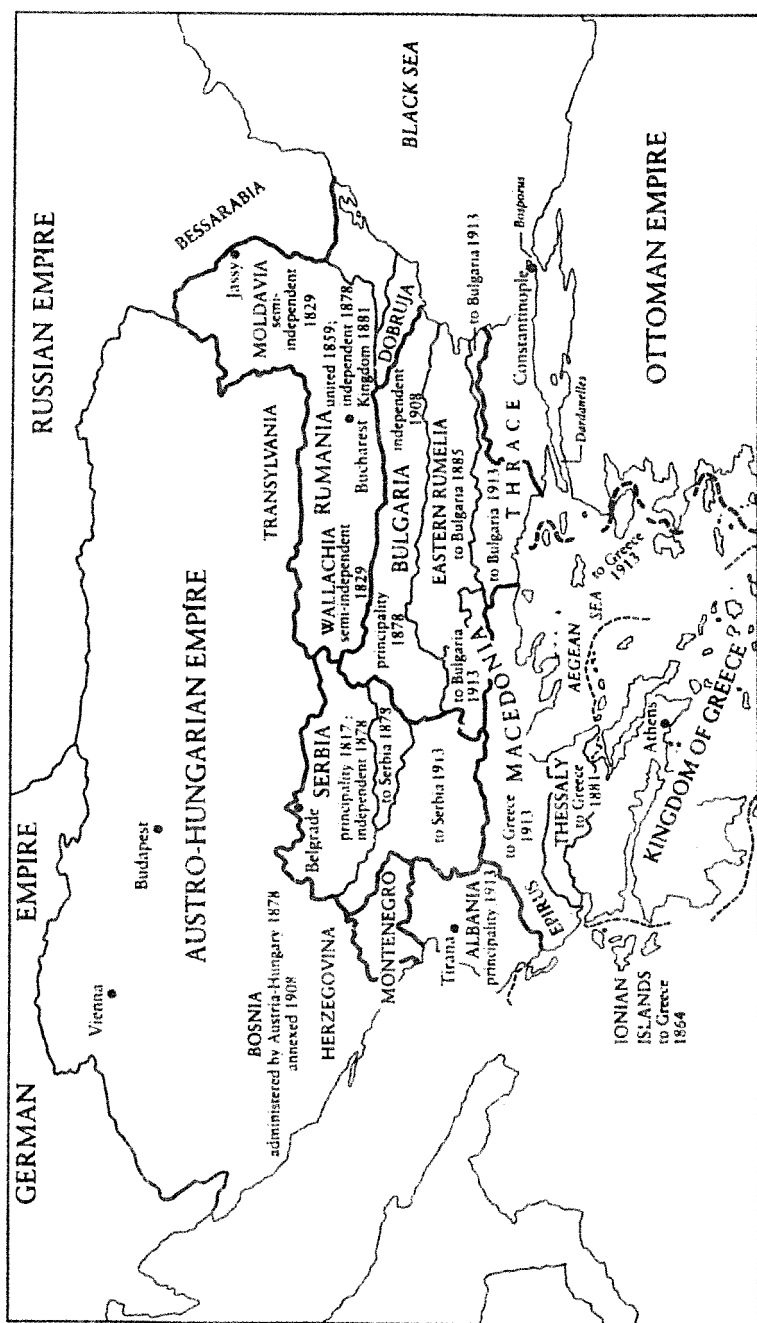 GERMAN
EMPIRE
RUSSIAN EMPIRE
Vienna
Budapest
AUSTRO-HUNGARIAN EMPIRE
BESSARABIA
Jassy
MOLDAVIA
semi-
independent
1829
TRANSYLVANIA
BOSNIA
administered by Austria-Hungary 1878
annexed 1908
HERZEGOVINA
Belgrade
SERBIA
principality 1817;
independent 1878
to Serbia 1878
WALLACHIA
semi-independent
1829
RUMANIA
united 1859;
independent 1878
Kingdom 1881
Bucharest
DOBRUJA
BLACK SEA
MONTENEGRO
to Serbia 1913
principality
1878
BULGARIA
independent
1908
EASTERN RUMELIA
to Bulgaria 1885
to Bulgaria
1913
to Bulgaria 1913
to Bulgaria 1913
Tirana
ALBANIA
principality 1913
MACEDONIA
to Greece
1913
THRACE
Constantinople
Bosporus
Dardanelles
OTTOMAN EMPIRE
EPIRUS
THESSALY
to Greece
1881
AEGEAN
SEA
to Greece
1913
IONIAN
ISLANDS
to Greece
1864
KINGDOM OF GREECE
Athens